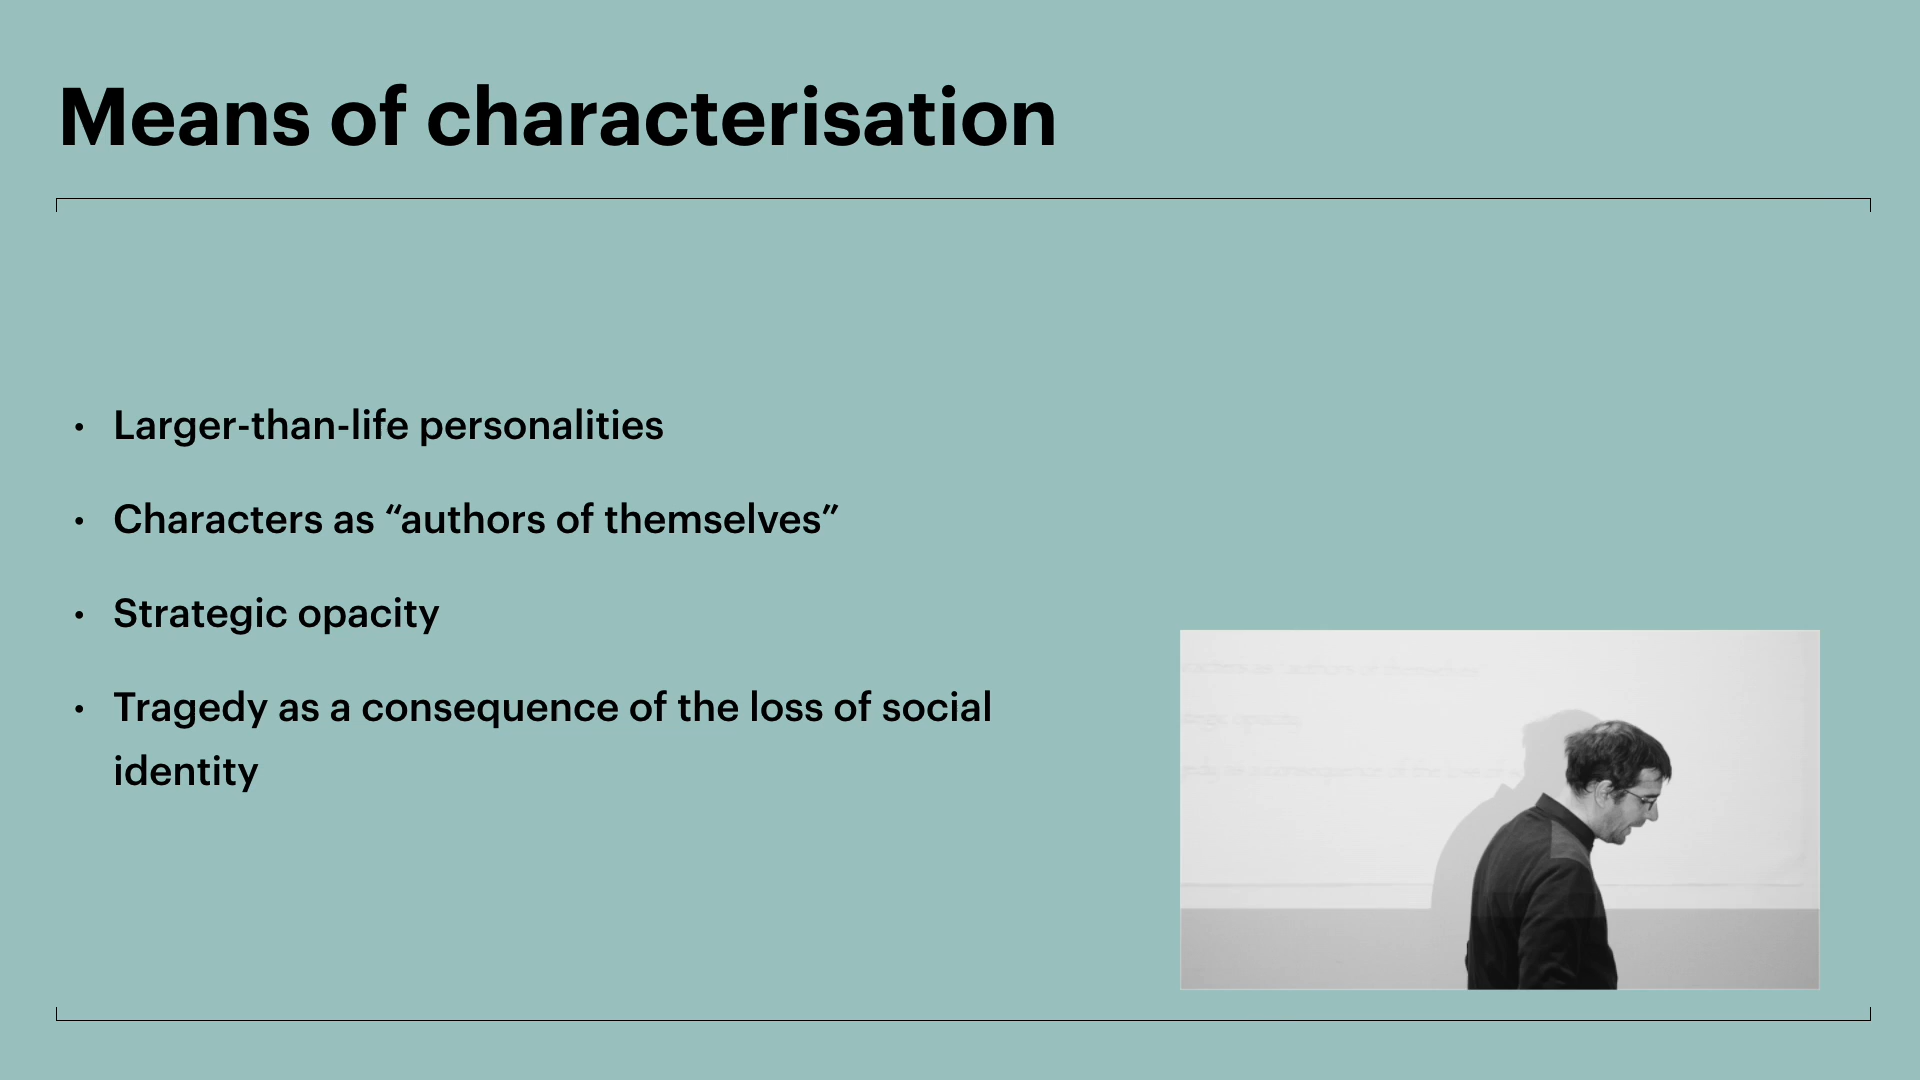 Means of characterisation
• Larger-than-life personalities
• Characters as “authors of themselves”
• Strategic opacity
• Tragedy as a consequence of the loss of social
identity